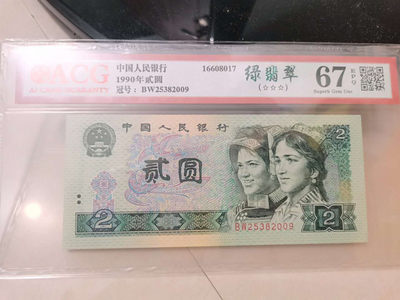 ACG
中国人民银行
1990年贰圆
冠号：BW25382009
16608017
绿翡翠
(☆☆☆)
67 EPQ
Superb Gem Unc
中国人民银行
贰圆
2
2
2
BW25382009